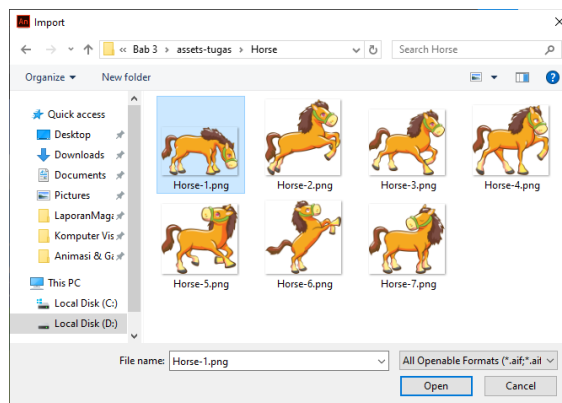 An Import
« Bab 3 › assets-tugas › Horse
Search Horse
Organize
New folder
Quick access
Desktop
Downloads
Documents
Pictures
LaporanMaga
Komputer Vis
Animasi & Ga
This PC
Local Disk (C:)
Local Disk (D:)
Horse-1.png
Horse-2.png
Horse-3.png
Horse-4.png
Horse-5.png
Horse-6.png
Horse-7.png
File name:
Horse-1.png
All Openable Formats (*.aif;*.aif
Open
Cancel